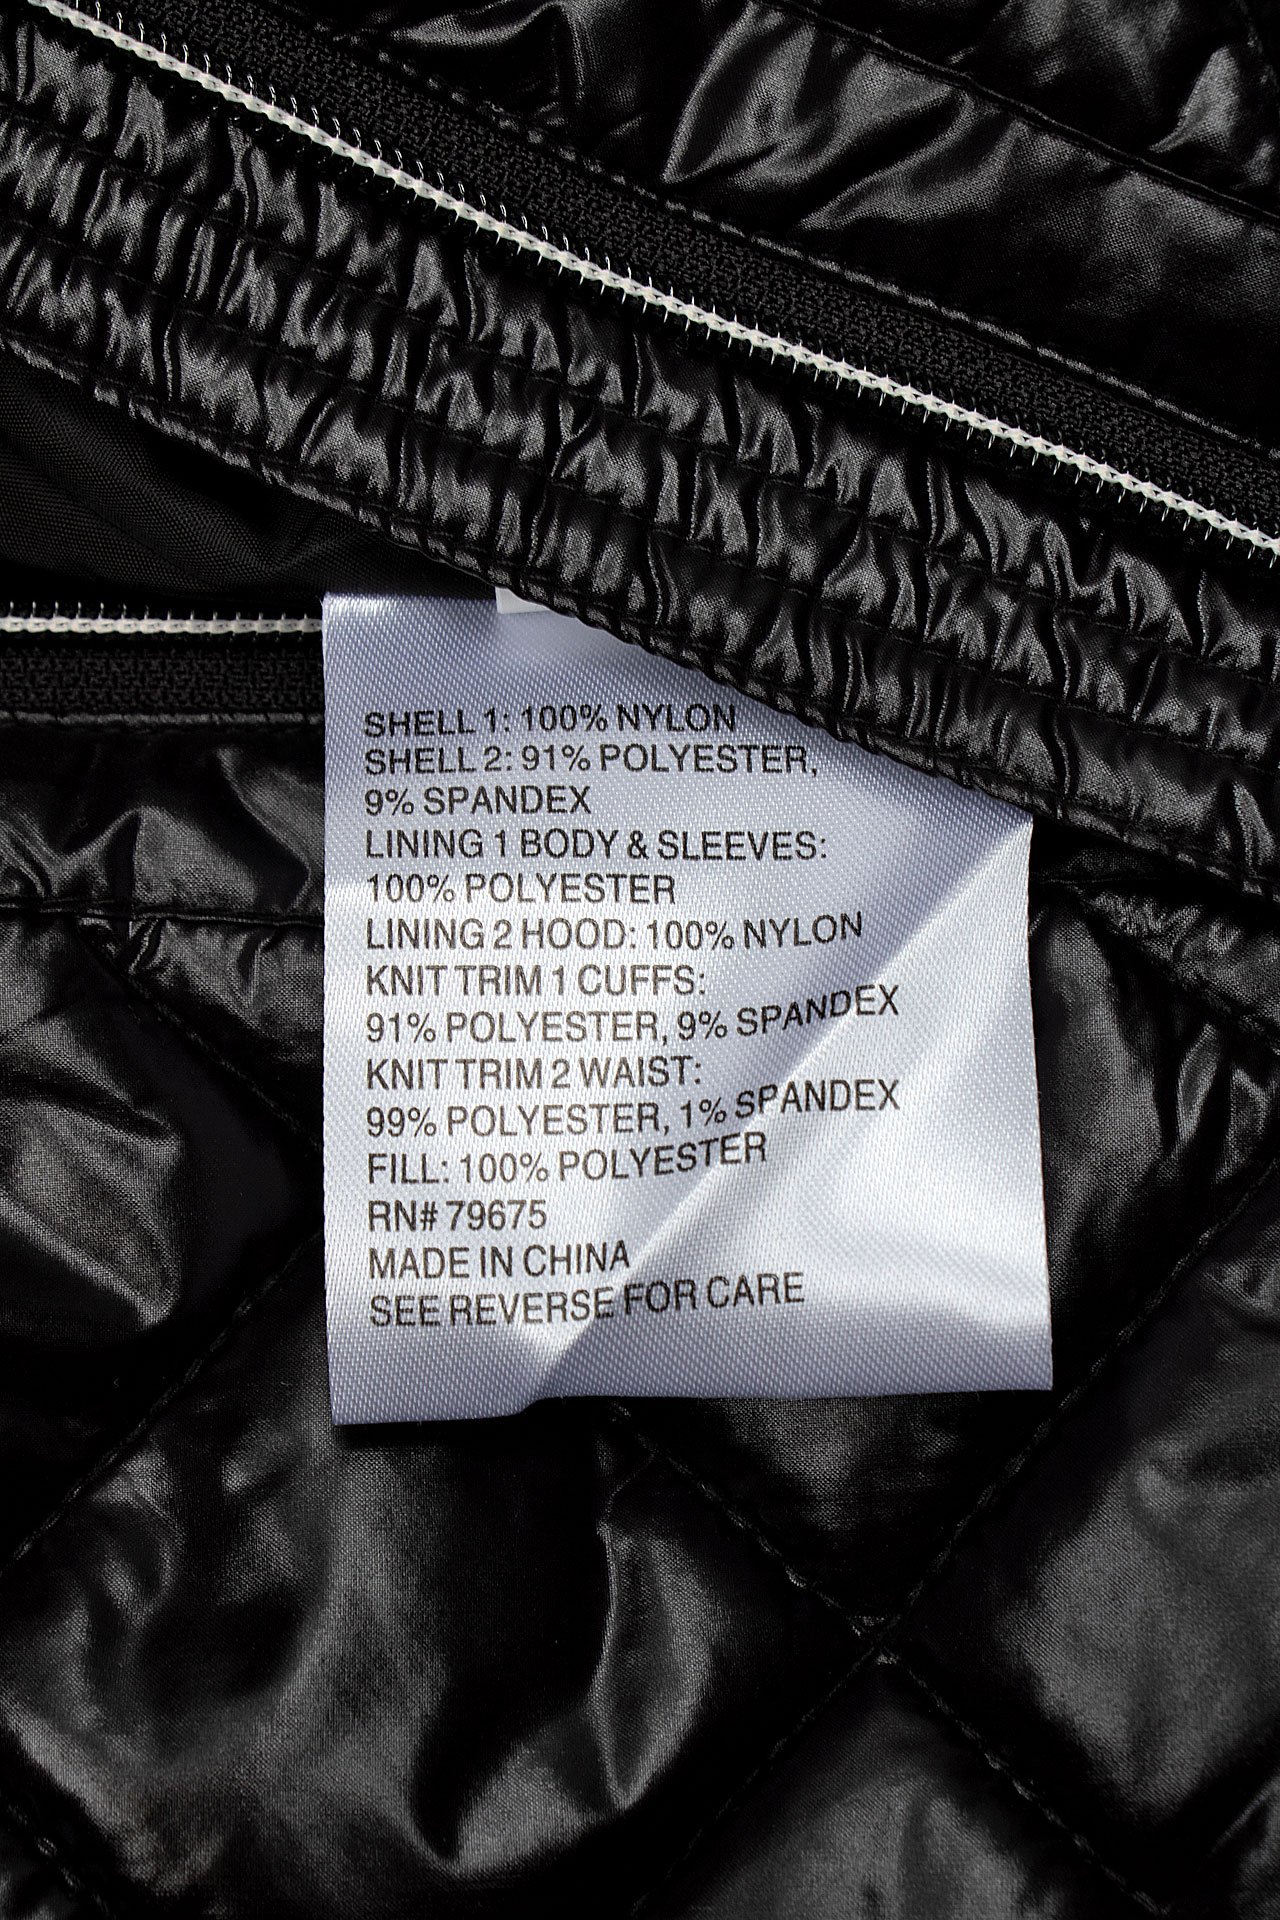 SHELL 1: 100% NYLON
SHELL 2: 91% POLYESTER,
9% SPANDEX
LINING 1 BODY & SLEEVES:
100% POLYESTER
LINING 2 HOOD: 100% NYLON
KNIT TRIM 1 CUFFS:
91% POLYESTER, 9% SPANDEX
KNIT TRIM 2 WAIST:
99% POLYESTER, 1% SPANDEX
FILL: 100% POLYESTER
RN# 79675
MADE IN CHINA
SEE REVERSE FOR CARE